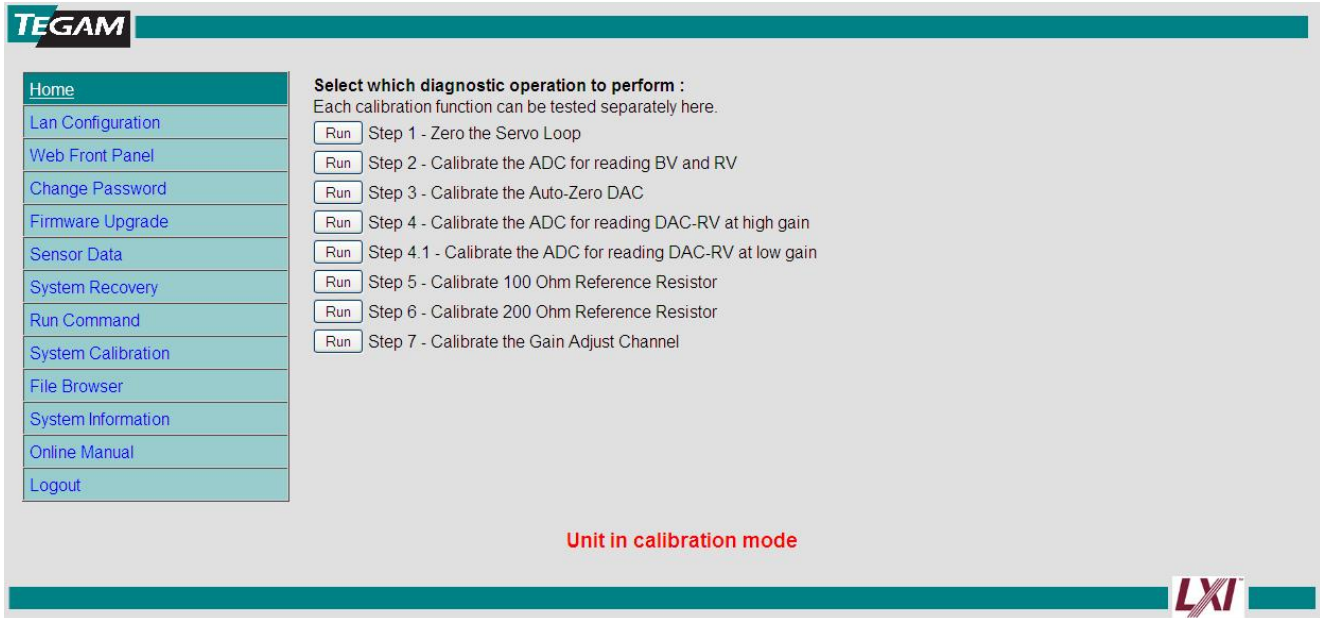 TEGAM
Home
Lan Configuration
Web Front Panel
Change Password
Firmware Upgrade
Sensor Data
System Recovery
Run Command
System Calibration
File Browser
System Information
Online Manual
Logout
Select which diagnostic operation to perform :
Each calibration function can be tested separately here.
Run Step 1 - Zero the Servo Loop
Run Step 2 - Calibrate the ADC for reading BV and RV
Run Step 3 - Calibrate the Auto-Zero DAC
Run Step 4 - Calibrate the ADC for reading DAC-RV at high gain
Run Step 4.1 - Calibrate the ADC for reading DAC-RV at low gain
Run Step 5 - Calibrate 100 Ohm Reference Resistor
Run Step 6 - Calibrate 200 Ohm Reference Resistor
Run Step 7 - Calibrate the Gain Adjust Channel
Unit in calibration mode
LXI